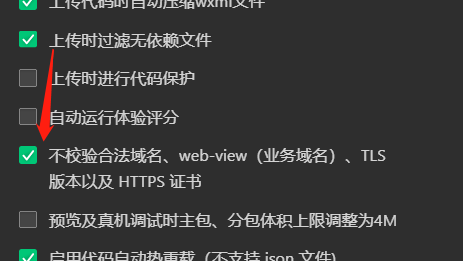 上传代码时自动压缩wxml文件
上传时过滤无依赖文件
上传时进行代码保护
自动运行体验评分
不校验合法域名、web-view（业务域名）、TLS
版本以及 HTTPS 证书
预览及真机调试时主包、分包体积上限调整为4M
启用代码自动热重载（不支持 json 文件）